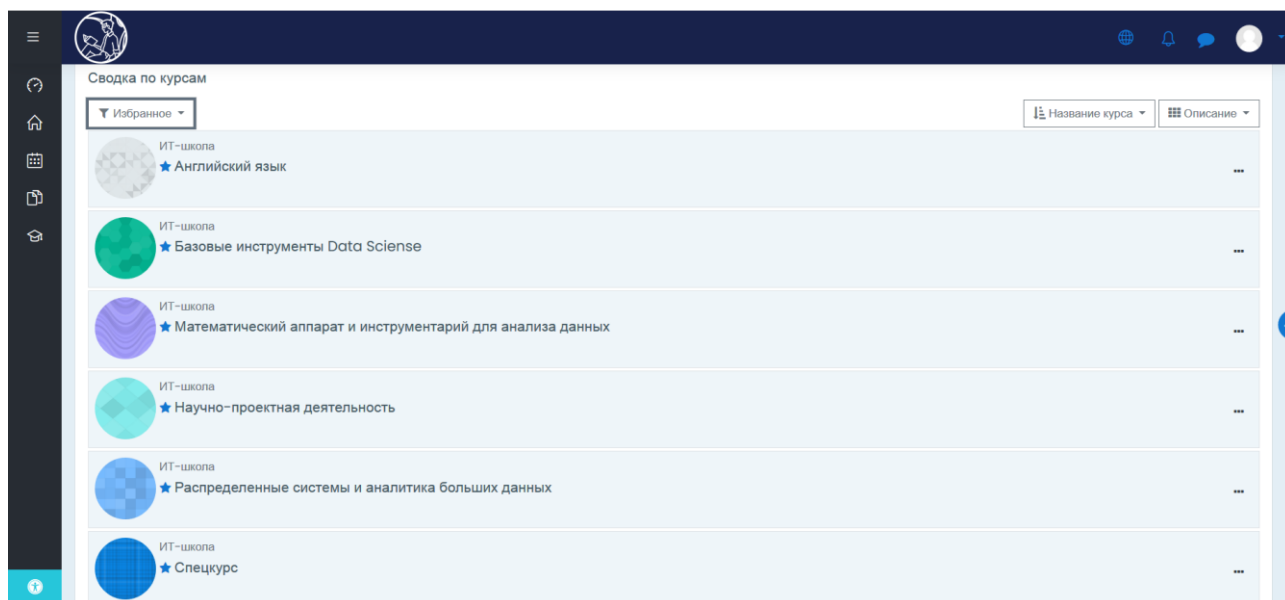 Сводка по курсам
Избранное
Название курса
Описание
ИТ-школа
Английский язык
ИТ-школа
Базовые инструменты Data Sciense
ИТ-школа
Математический аппарат и инструментарий для анализа данных
ИТ-школа
Научно-проектная деятельность
ИТ-школа
Распределенные системы и аналитика больших данных
ИТ-школа
Спецкурс